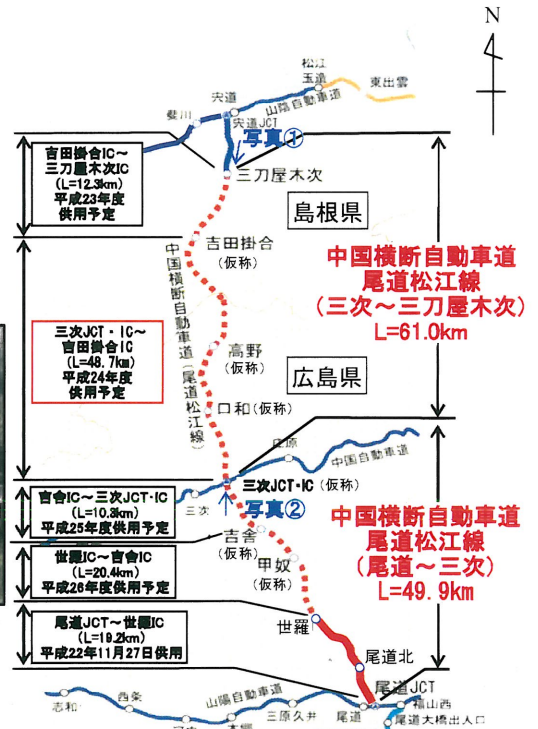 N
松江
玉造
東出雲
山陰自動車道
宍道
斐川
宍道JCT
写真①
三刀屋木次
吉田掛合IC～
三刀屋木次IC
(L=12.3km)
平成23年度
供用予定
島根県
吉田掛合
(仮称)
中国横断自動車道
尾道松江線
(三次～三刀屋木次)
L=61.0km
中国横断自動車道(尾道松江線)
三次JCT・IC～
吉田掛合IC
(L=48.7km)
平成24年度
供用予定
高野
(仮称)
広島県
口和(仮称)
庄原
中国自動車道
三次JCT・IC(仮称)
三次
写真②
吉舎IC～三次JCT・IC
(L=10.3km)
平成25年度供用予定
吉舎
(仮称)
中国横断自動車道
尾道松江線
(尾道～三次)
L=49.9km
世羅IC～吉舎IC
(L=20.4km)
平成26年度供用予定
甲奴
(仮称)
尾道JCT～世羅IC
(L=19.2km)
平成22年11月27日供用
世羅
尾道北
尾道JCT
山陽自動車道
志和
西条
三原久井
尾道
福山西
尾道大橋出入口